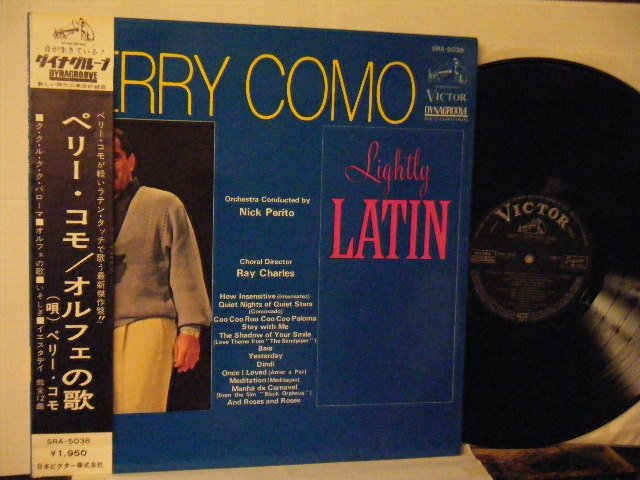 音が生きている!
ダイナグルーブ
DYNAGROOVE
ペリー・コモが軽いラテン・タッチで歌う最新傑作盤!!
ペリー・コモ/オルフェの歌
(唄)ペリー・コモ
■ク・ク・ル・ク・ク・パローマ■オルフェの歌■いそしぎ■イエスタデイ 他全12曲
SRA-5038
¥1,950
日本ビクター株式会社
ERRY COMO
SRA-5038
VICTOR
DYNAGROOVE
Lightly
LATIN
Orchestra Conducted by
Nick Perito
Choral Director
Ray Charles
How Insensitive (Insensatez)
Quiet Nights of Quiet Stars
(Corcovado)
Coo Coo Roo Coo Coo Paloma
Stay with Me
The Shadow of Your Smile
(Love Theme from "The Sandpiper")
Baía
Yesterday
Dindi
Once I Loved (Amor e Paz)
Meditation (Meditação)
Manhã de Carnaval
(from the film "Black Orpheus")
And Roses and Roses
VICTOR